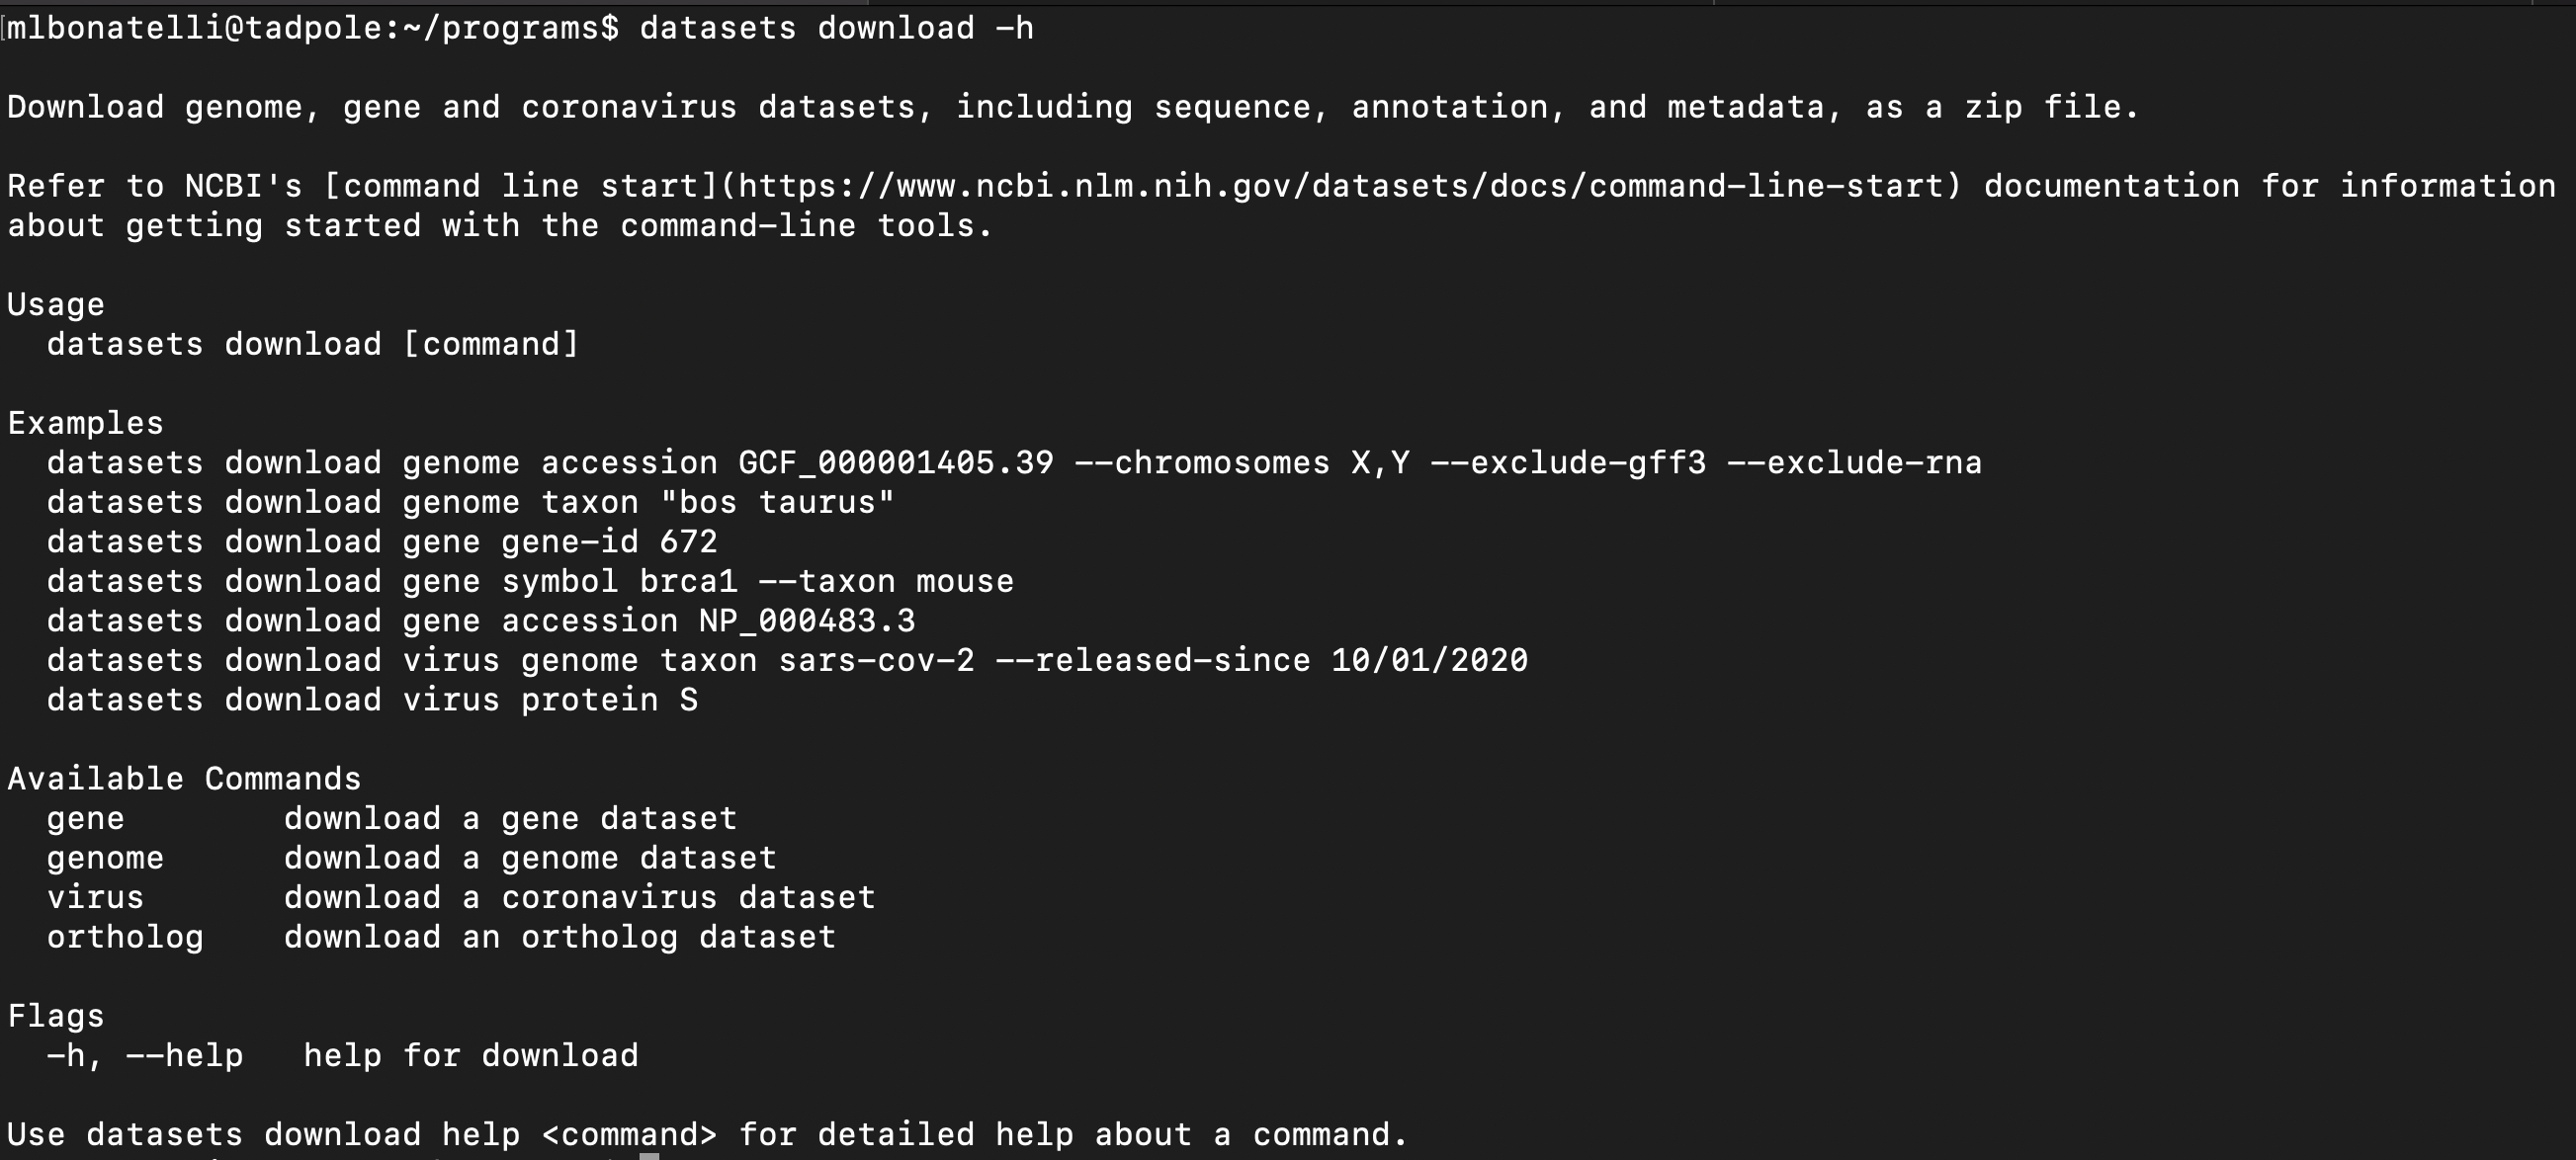 mlbonatelli@tadpole:~/programs$ datasets download -h
Download genome, gene and coronavirus datasets, including sequence, annotation, and metadata, as a zip file.
Refer to NCBI's [command line start](https://www.ncbi.nlm.nih.gov/datasets/docs/command-line-start) documentation for information
about getting started with the command-line tools.
Usage
  datasets download [command]
Examples
  datasets download genome accession GCF_000001405.39 --chromosomes X,Y --exclude-gff3 --exclude-rna
  datasets download genome taxon "bos taurus"
  datasets download gene gene-id 672
  datasets download gene symbol brca1 --taxon mouse
  datasets download gene accession NP_000483.3
  datasets download virus genome taxon sars-cov-2 --released-since 10/01/2020
  datasets download virus protein S
Available Commands
  gene        download a gene dataset
  genome      download a genome dataset
  virus       download a coronavirus dataset
  ortholog    download an ortholog dataset
Flags
  -h, --help   help for download
Use datasets download help <command> for detailed help about a command.